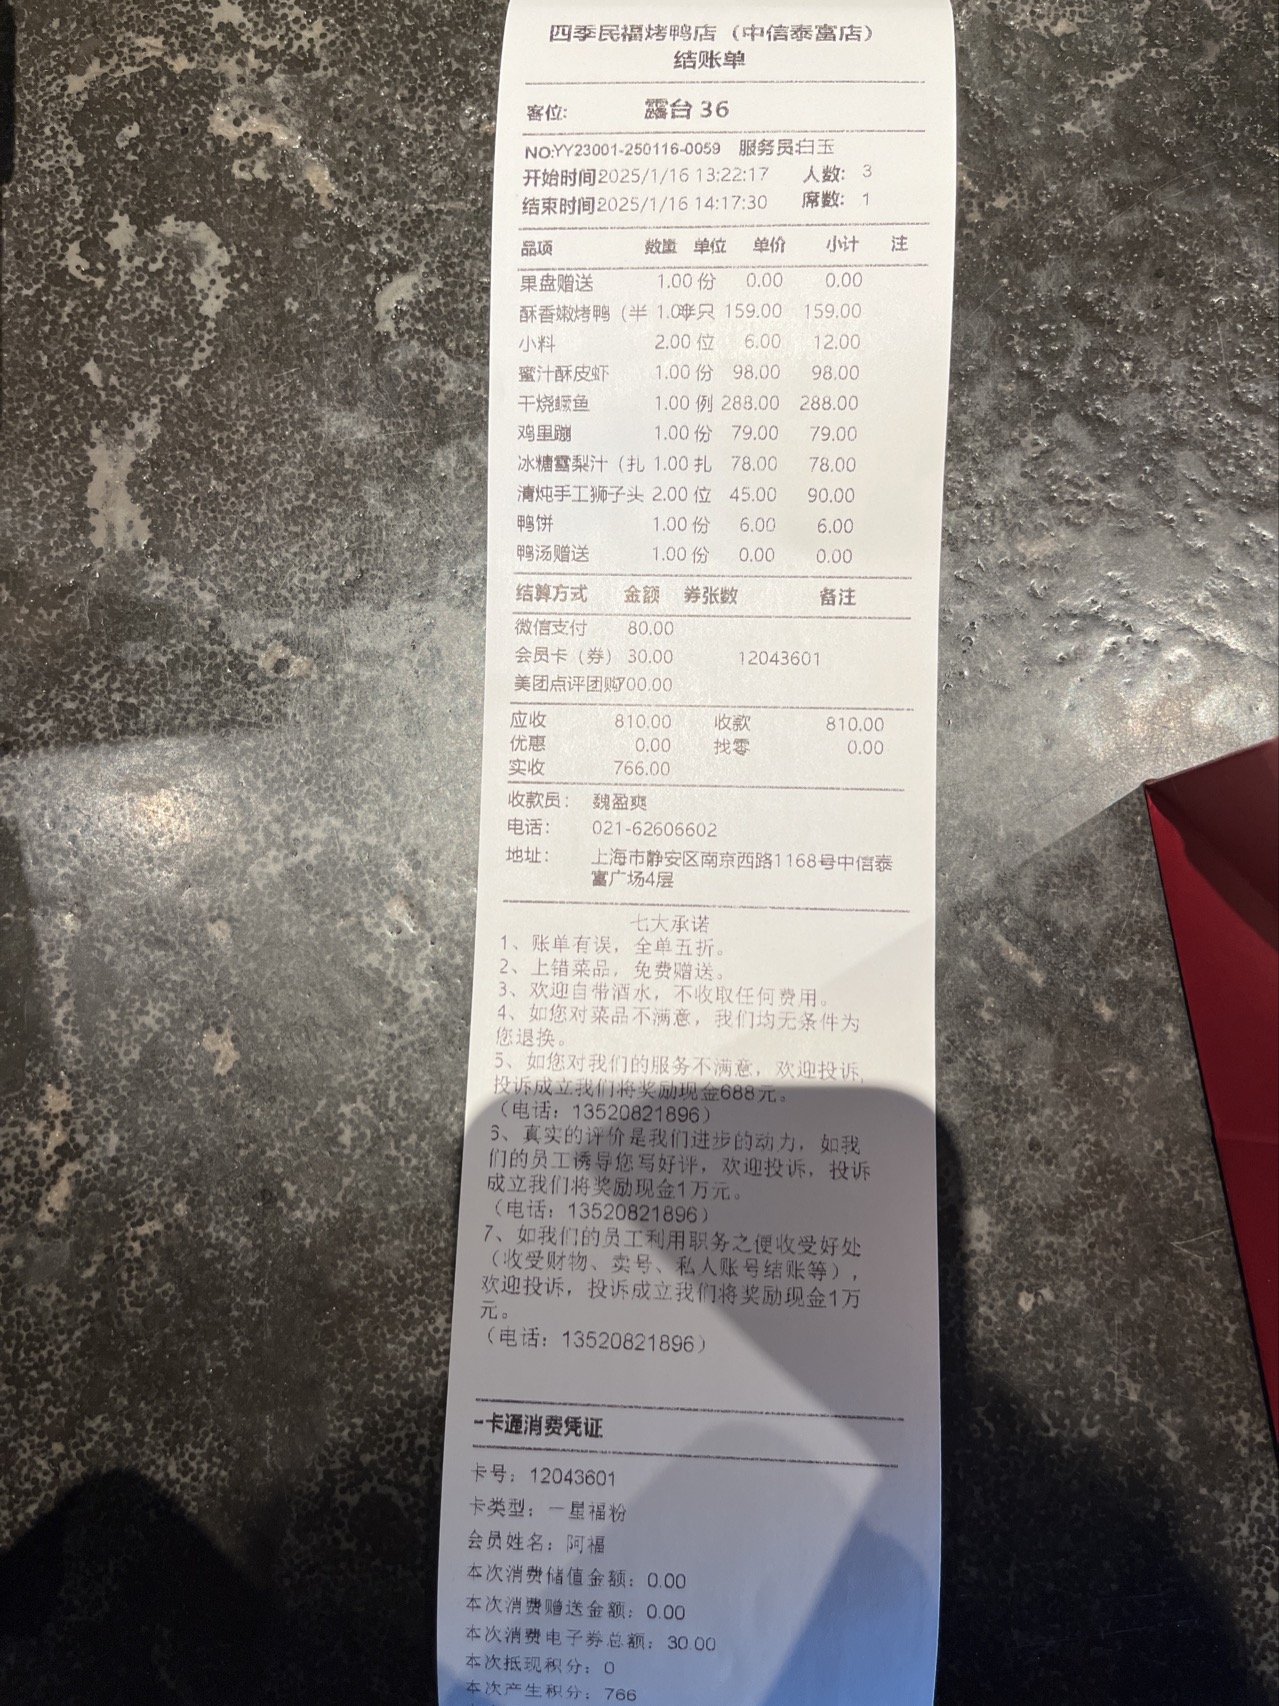 四季民福烤鸭店（中信泰富店）
结账单
客位: 露台 36
NO:YY23001-250116-0059 服务员:白玉
开始时间2025/1/16 13:22:17 人数: 3
结束时间2025/1/16 14:17:30 席数: 1
品项 数量 单位 单价 小计 注
果盘赠送 1.00 份 0.00 0.00
酥香嫩烤鸭（半 1.00 半只 159.00 159.00
小料 2.00 位 6.00 12.00
蜜汁酥皮虾 1.00 份 98.00 98.00
干烧鳜鱼 1.00 例 288.00 288.00
鸡里蹦 1.00 份 79.00 79.00
冰糖雪梨汁（扎 1.00 扎 78.00 78.00
清炖手工狮子头 2.00 位 45.00 90.00
鸭饼 1.00 份 6.00 6.00
鸭汤赠送 1.00 份 0.00 0.00
结算方式 金额 券张数 备注
微信支付 80.00
会员卡（券） 30.00 12043601
美团点评团购700.00
应收 810.00 收款 810.00
优惠 0.00 找零 0.00
实收 766.00
收款员: 魏盈爽
电话: 021-62606602
地址: 上海市静安区南京西路1168号中信泰
富广场4层
七大承诺
1、账单有误，全单五折。
2、上错菜品，免费赠送。
3、欢迎自带酒水，不收取任何费用。
4、如您对菜品不满意，我们均无条件为
您退换。
5、如您对我们的服务不满意，欢迎投诉,
投诉成立我们将奖励现金688元。
（电话：13520821896）
6、真实的评价是我们进步的动力，如我
们的员工诱导您写好评，欢迎投诉，投诉
成立我们将奖励现金1万元。
（电话：13520821896）
7、如我们的员工利用职务之便收受好处
（收受财物、卖号、私人账号结账等），
欢迎投诉，投诉成立我们将奖励现金1万
元。
（电话：13520821896）
一卡通消费凭证
卡号：12043601
卡类型：一星福粉
会员姓名：阿福
本次消费储值金额：0.00
本次消费赠送金额：0.00
本次消费电子券总额：30.00
本次抵现积分：0
本次产生积分：766